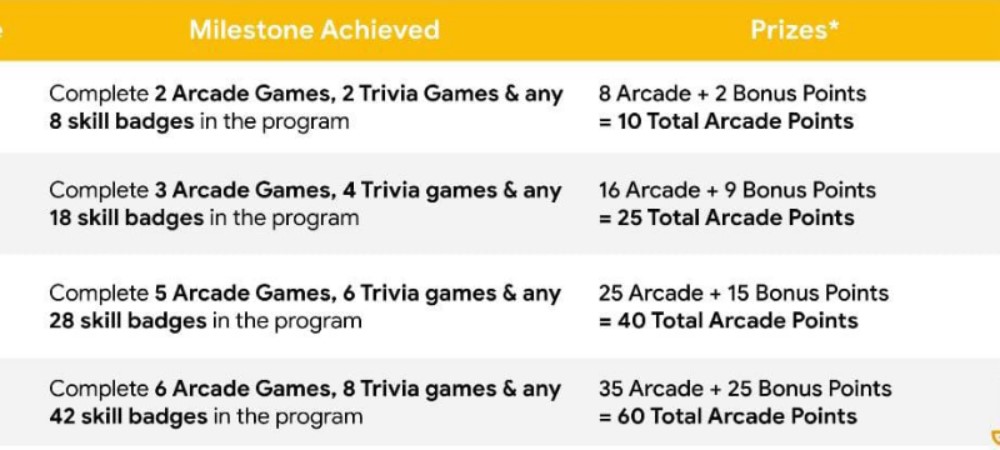 Milestone Achieved
Prizes*
Complete 2 Arcade Games, 2 Trivia Games & any
8 skill badges in the program
8 Arcade + 2 Bonus Points
= 10 Total Arcade Points
Complete 3 Arcade Games, 4 Trivia games & any
18 skill badges in the program
16 Arcade + 9 Bonus Points
= 25 Total Arcade Points
Complete 5 Arcade Games, 6 Trivia games & any
28 skill badges in the program
25 Arcade + 15 Bonus Points
= 40 Total Arcade Points
Complete 6 Arcade Games, 8 Trivia games & any
42 skill badges in the program
35 Arcade + 25 Bonus Points
= 60 Total Arcade Points